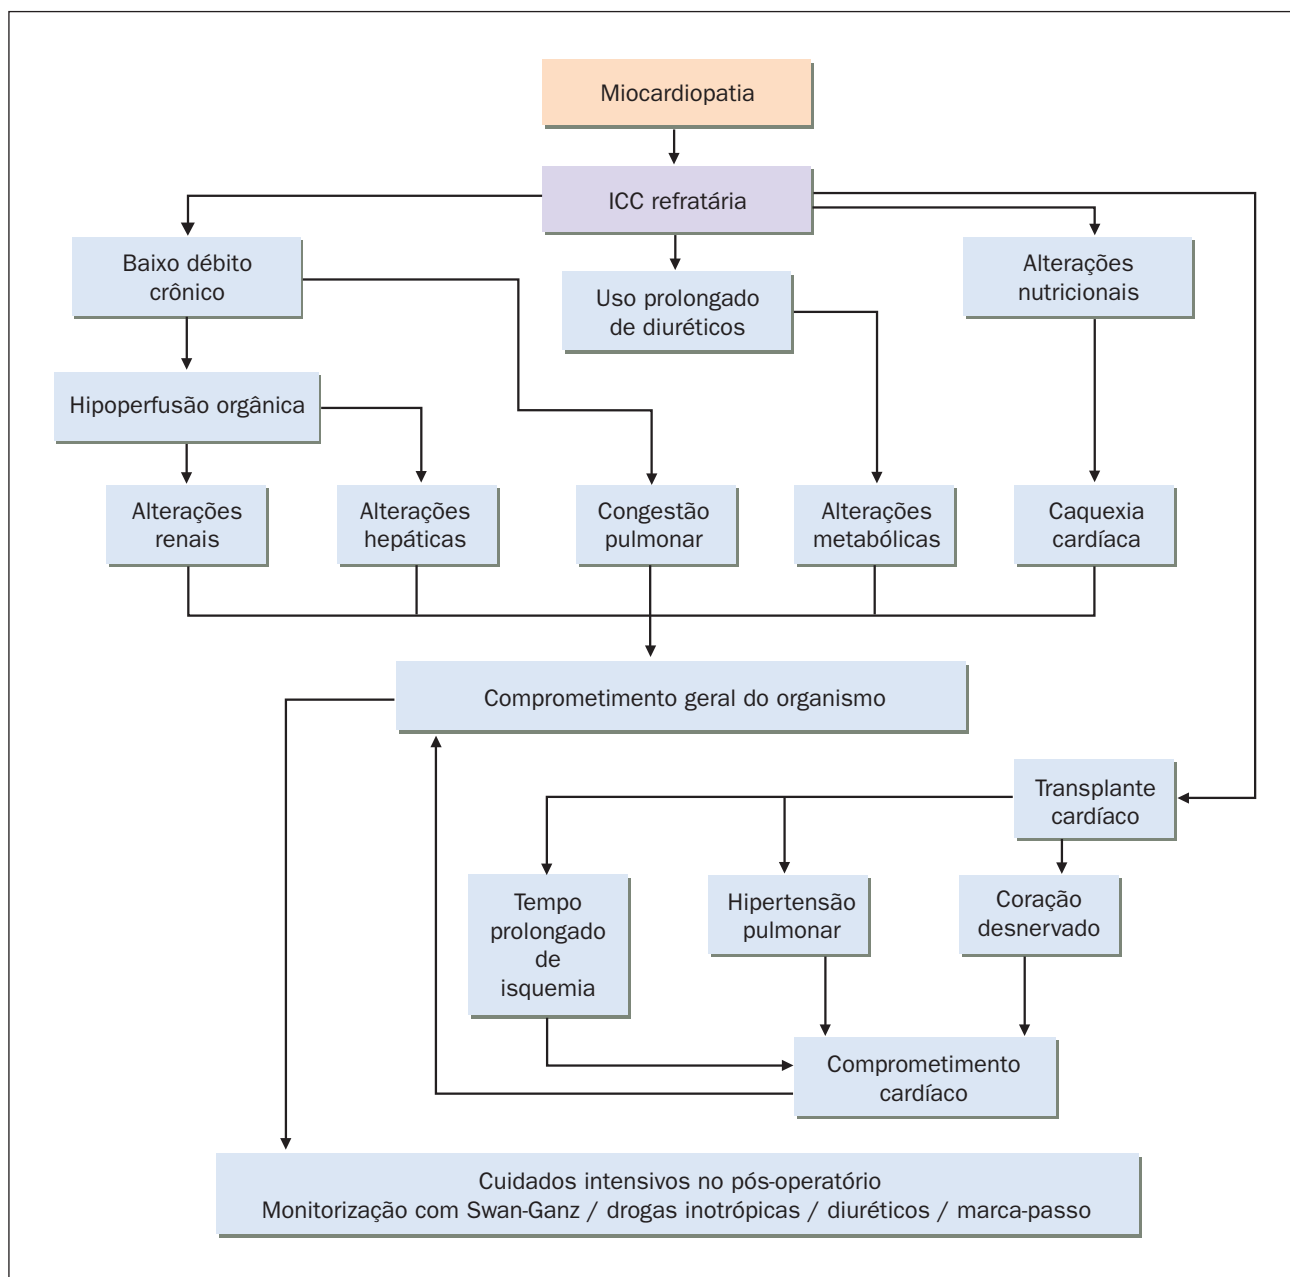 Miocardiopatia
ICC refratária
Baixo débito
crônico
Uso prolongado
de diuréticos
Alterações
nutricionais
Hipoperfusão orgânica
Alterações
renais
Alterações
hepáticas
Congestão
pulmonar
Alterações
metabólicas
Caquexia
cardíaca
Comprometimento geral do organismo
Transplante
cardíaco
Tempo
prolongado
de
isquemia
Hipertensão
pulmonar
Coração
desnervado
Comprometimento
cardíaco
Cuidados intensivos no pós-operatório
Monitorização com Swan-Ganz / drogas inotrópicas / diuréticos / marca-passo